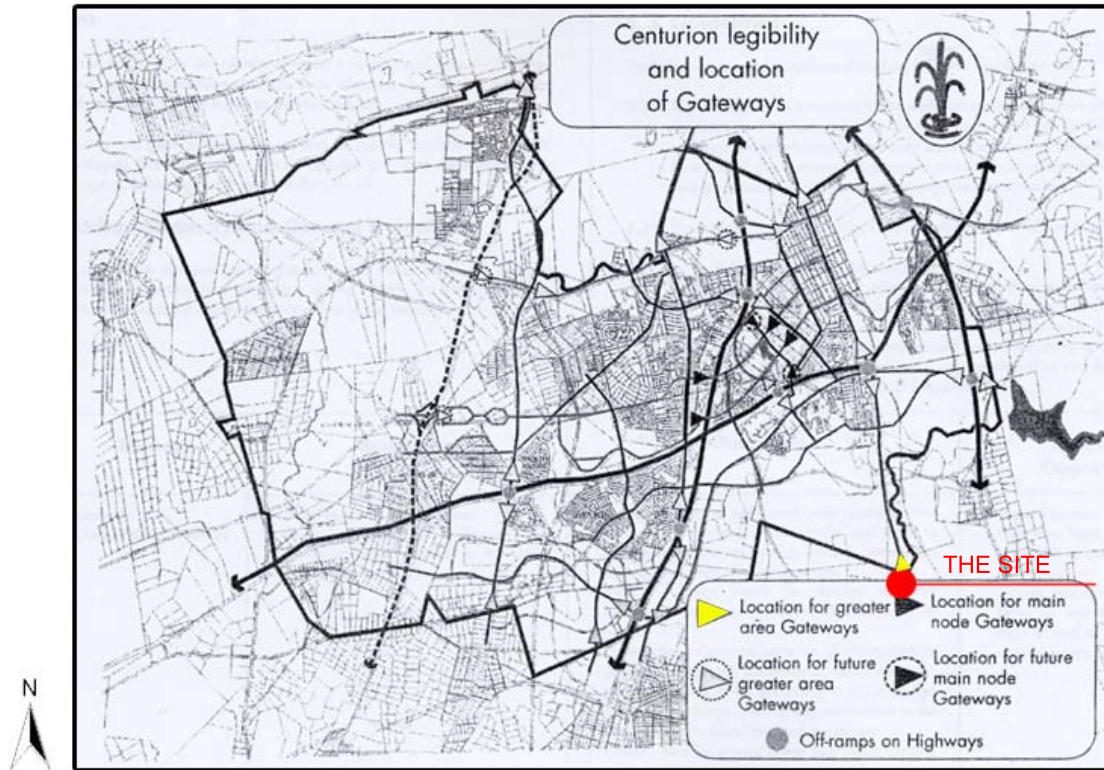 Centurion legibility
and location
of Gateways
THE SITE
Location for greater
area Gateways
Location for main
node Gateways
Location for future
greater area
Gateways
Location for future
main node
Gateways
Off-ramps on Highways
N